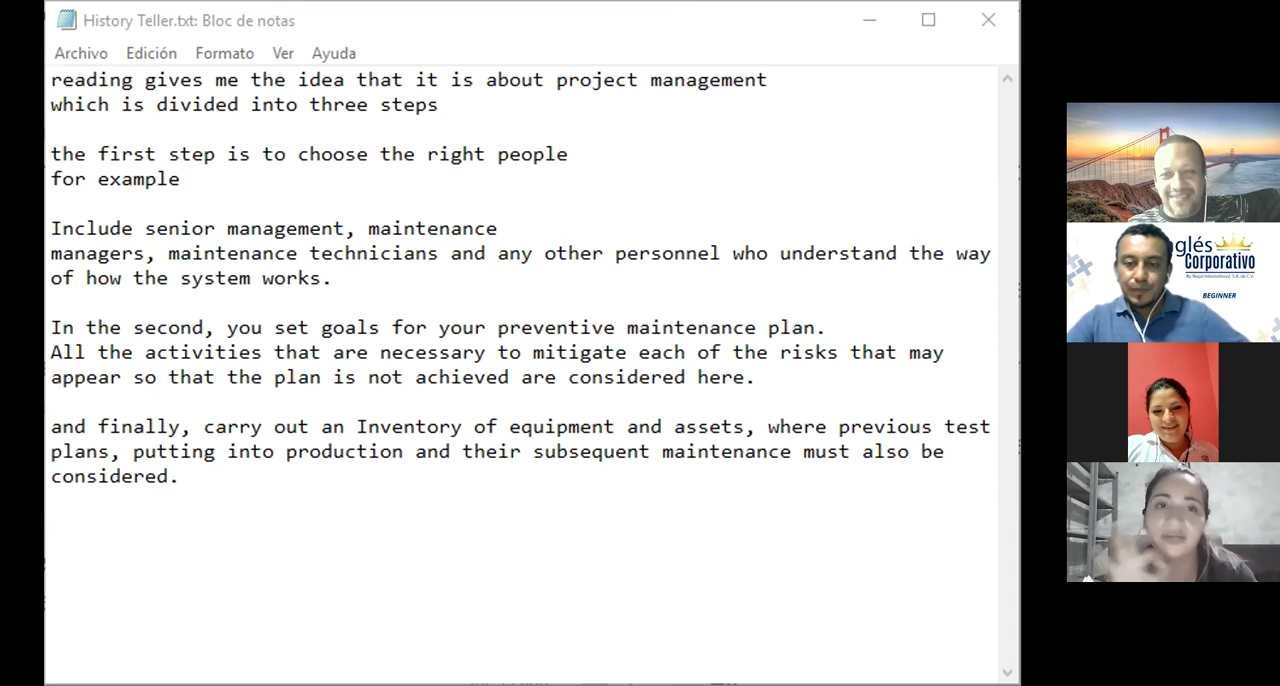 History Teller.txt: Bloc de notas
Archivo Edición Formato Ver Ayuda
reading gives me the idea that it is about project management
which is divided into three steps
the first step is to choose the right people
for example
Include senior management, maintenance
managers, maintenance technicians and any other personnel who understand the way
of how the system works.
In the second, you set goals for your preventive maintenance plan.
All the activities that are necessary to mitigate each of the risks that may
appear so that the plan is not achieved are considered here.
and finally, carry out an Inventory of equipment and assets, where previous test
plans, putting into production and their subsequent maintenance must also be
considered.
glés
Corporativo
BEGINNER